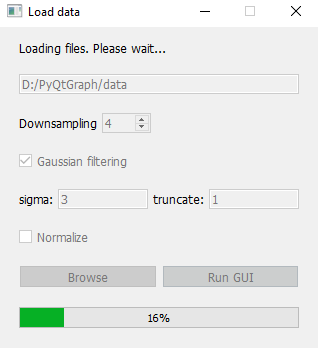 Load data
Loading files. Please wait...
D:/PyQtGraph/data
Downsampling 4
Gaussian filtering
sigma: 3 truncate: 1
Normalize
Browse Run GUI
16%